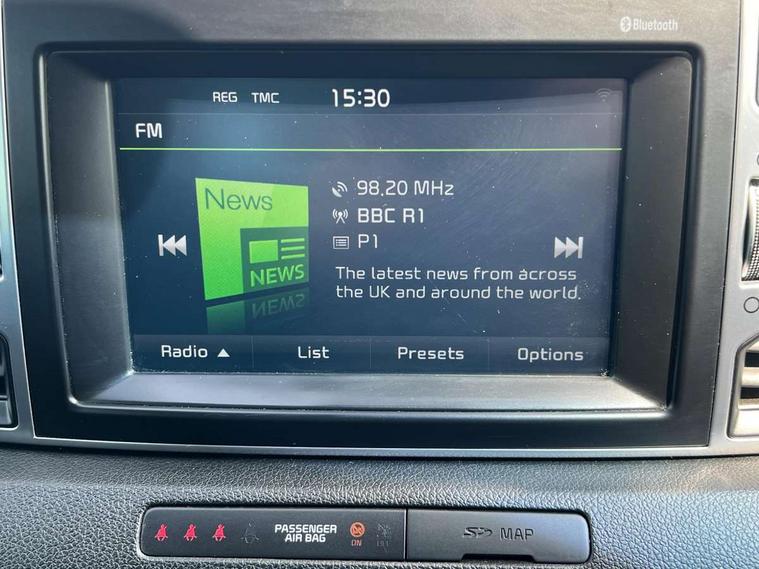 Bluetooth
REG TMC 15:30
FM
News
NEWS
98.20 MHz
BBC R1
P1
The latest news from across
the UK and around the world.
Radio List Presets Options
PASSENGER
AIR BAG
ON
SD MAP